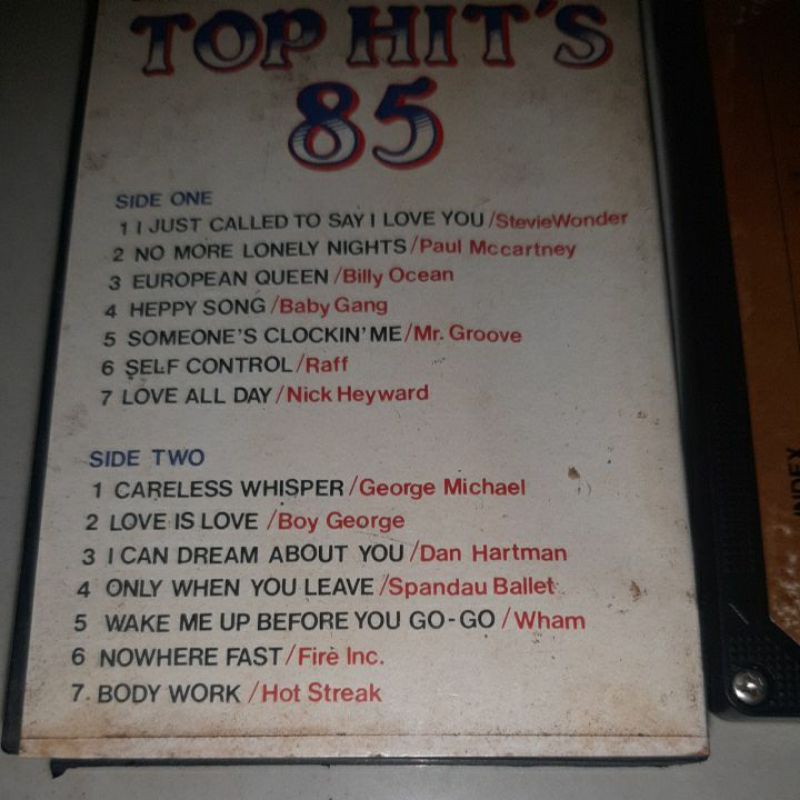 TOP HIT'S
85
SIDE ONE
1 I JUST CALLED TO SAY I LOVE YOU/StevieWonder
2 NO MORE LONELY NIGHTS/Paul Mccartney
3 EUROPEAN QUEEN/Billy Ocean
4 HEPPY SONG/Baby Gang
5 SOMEONE'S CLOCKIN' ME/Mr. Groove
6 SELF CONTROL/Raff
7 LOVE ALL DAY/Nick Heyward
SIDE TWO
1 CARELESS WHISPER/George Michael
2 LOVE IS LOVE /Boy George
3 I CAN DREAM ABOUT YOU/Dan Hartman
4 ONLY WHEN YOU LEAVE/Spandau Ballet
5 WAKE ME UP BEFORE YOU GO-GO/Wham
6 NOWHERE FAST/Fire Inc.
7. BODY WORK /Hot Streak
INDEX